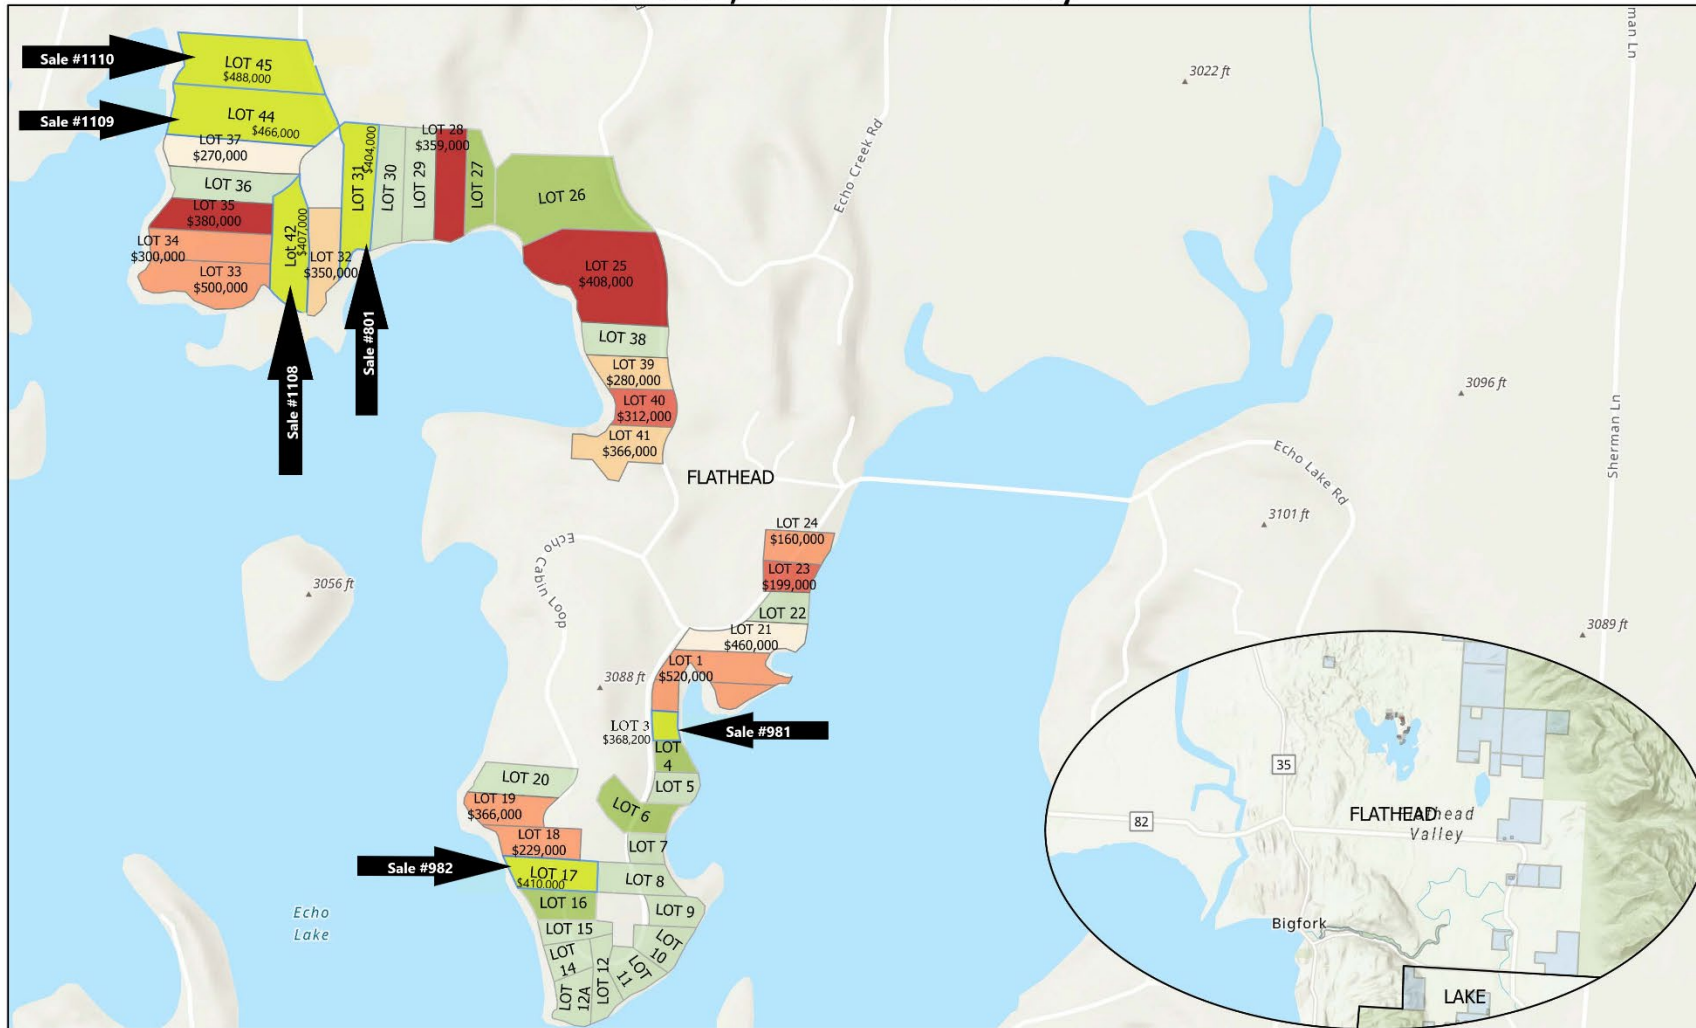 man Ln
3022 ft
Sale #1110
LOT 45
$488,000
Sale #1109
LOT 44
$466,000
LOT 37
$270,000
LOT 36
LOT 35
$380,000
LOT 34
$300,000
LOT 33
$500,000
Lot 42
$407,000
LOT 32
$350,000
LOT 31
$404,000
LOT 30
LOT 29
LOT 28
$359,000
LOT 27
LOT 26
LOT 25
$408,000
LOT 38
LOT 39
$280,000
LOT 40
$312,000
LOT 41
$366,000
Sale #1108
Sale #801
Echo Creek Rd
3096 ft
Sherman Ln
FLATHEAD
Echo Lake Rd
3101 ft
Echo Cabin Loop
3056 ft
LOT 24
$160,000
LOT 23
$199,000
LOT 22
LOT 21
$460,000
LOT 1
$520,000
3088 ft
3089 ft
LOT 3
$368,200
Sale #981
LOT
4
LOT 5
LOT 6
LOT 7
LOT 20
LOT 19
$366,000
LOT 18
$229,000
Sale #982
LOT 17
$410,000
LOT 8
LOT 16
LOT 9
LOT 15
LOT
10
LOT
14
LOT
11
LOT 12
LOT
12A
Echo
Lake
35
82
FLATHEAD
Valley
Bigfork
LAKE